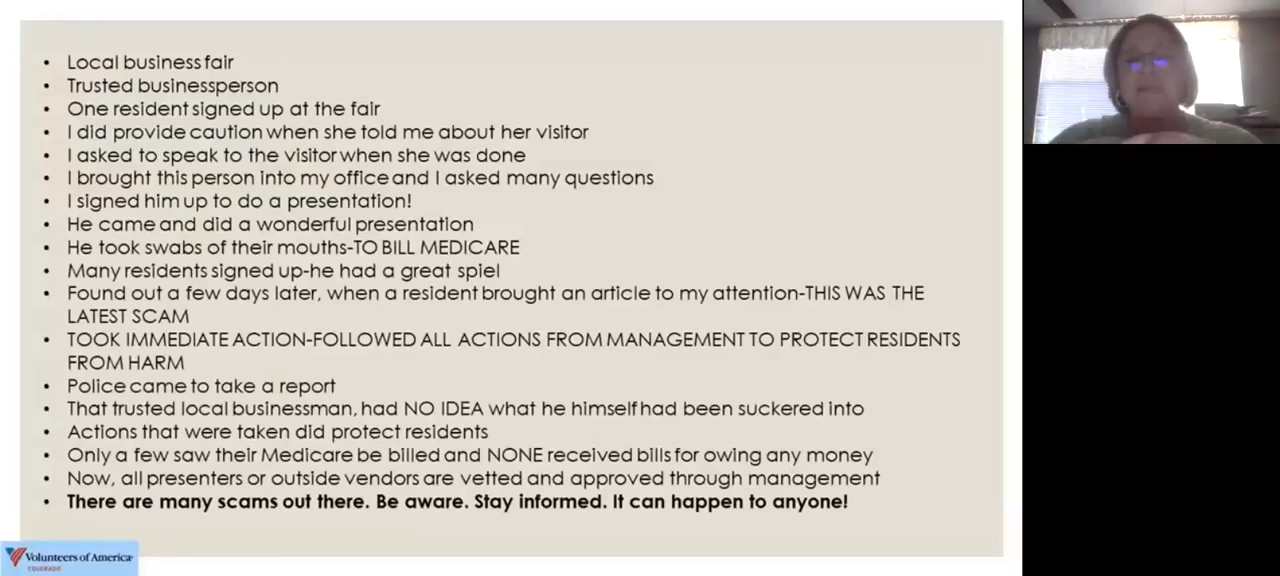 • Local business fair
• Trusted businessperson
• One resident signed up at the fair
• I did provide caution when she told me about her visitor
• I asked to speak to the visitor when she was done
• I brought this person into my office and I asked many questions
• I signed him up to do a presentation!
• He came and did a wonderful presentation
• He took swabs of their mouths-TO BILL MEDICARE
• Many residents signed up-he had a great spiel
• Found out a few days later, when a resident brought an article to my attention-THIS WAS THE
LATEST SCAM
• TOOK IMMEDIATE ACTION-FOLLOWED ALL ACTIONS FROM MANAGEMENT TO PROTECT RESIDENTS
FROM HARM
• Police came to take a report
• That trusted local businessman, had NO IDEA what he himself had been suckered into
• Actions that were taken did protect residents
• Only a few saw their Medicare be billed and NONE received bills for owing any money
• Now, all presenters or outside vendors are vetted and approved through management
• There are many scams out there. Be aware. Stay informed. It can happen to anyone!
Volunteers of America
COLORADO